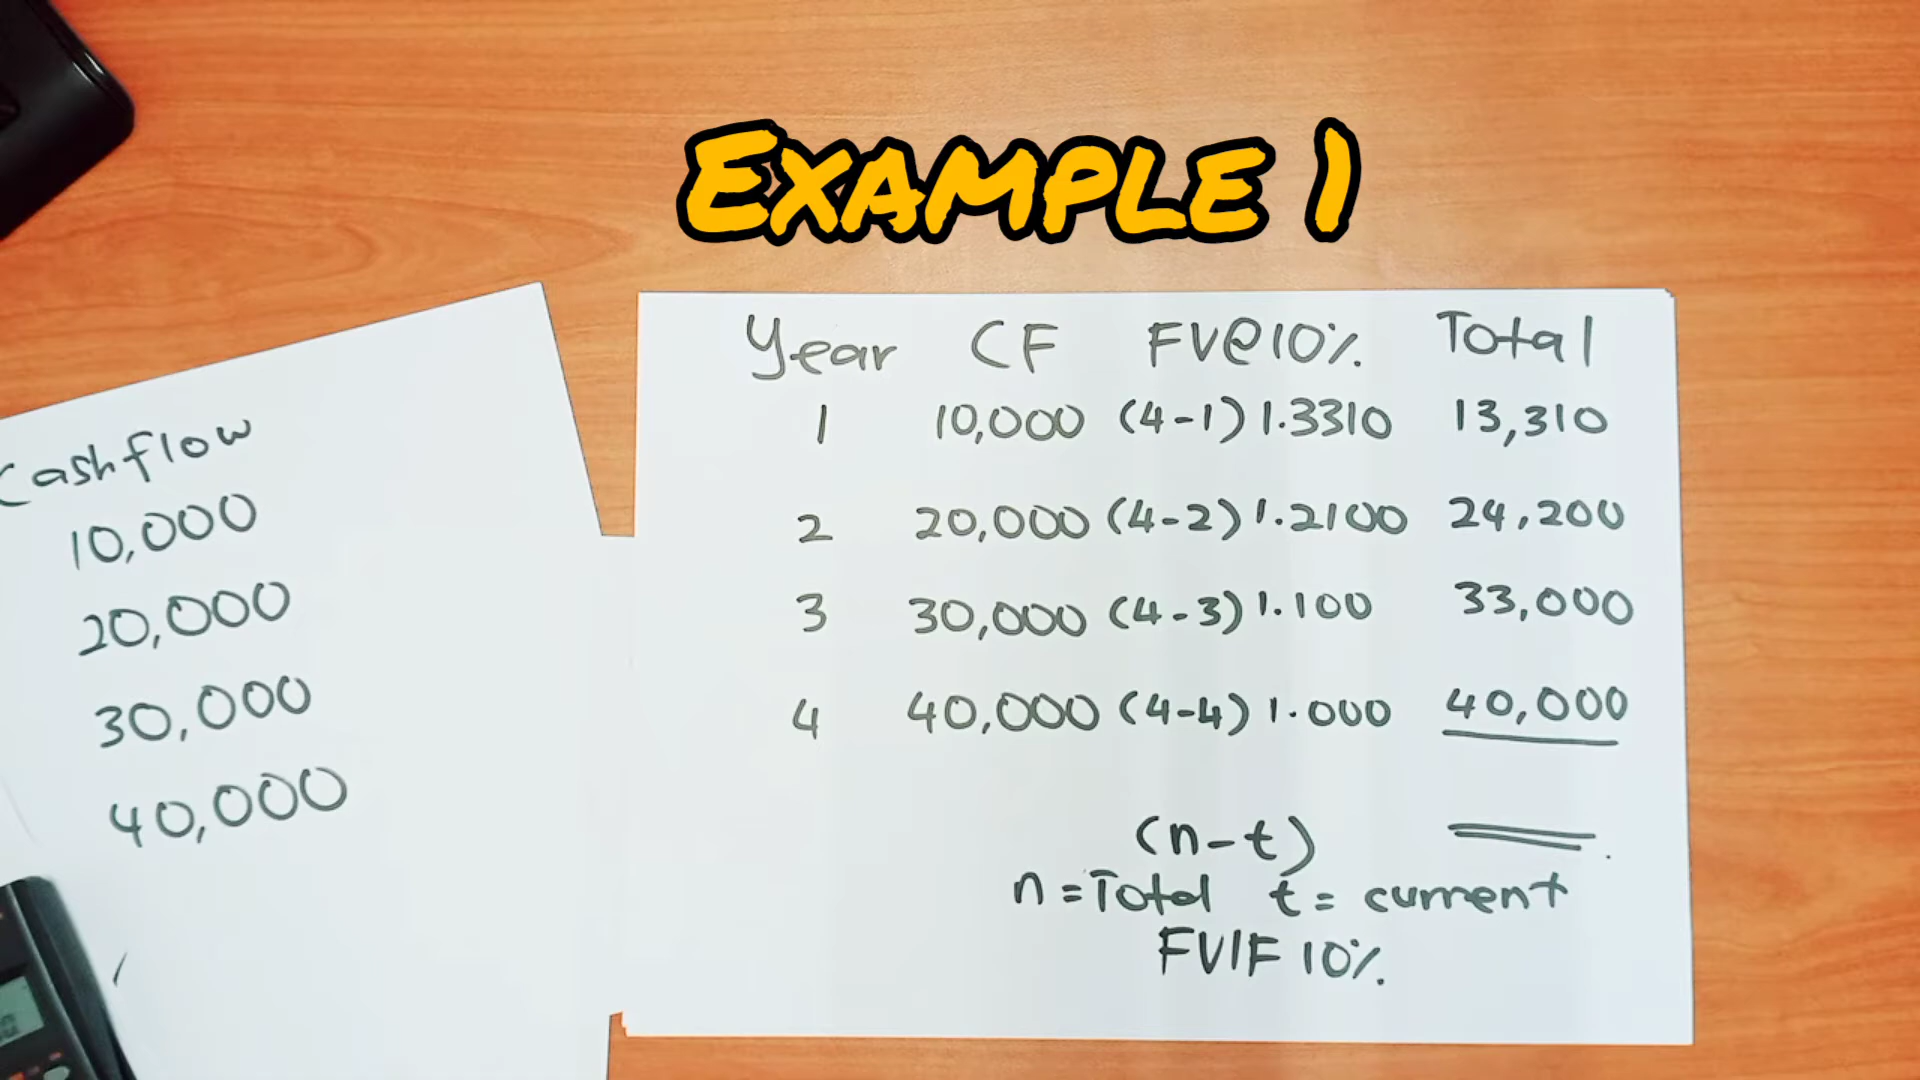 EXAMPLE 1
Cashflow
10,000
20,000
30,000
40,000
Year CF FV@10% Total
1 10,000 (4-1) 1.3310 13,310
2 20,000 (4-2) 1.2100 24,200
3 30,000 (4-3) 1.100 33,000
4 40,000 (4-4) 1.000 40,000
(n-t)
n = Total t = current
FVIF 10%